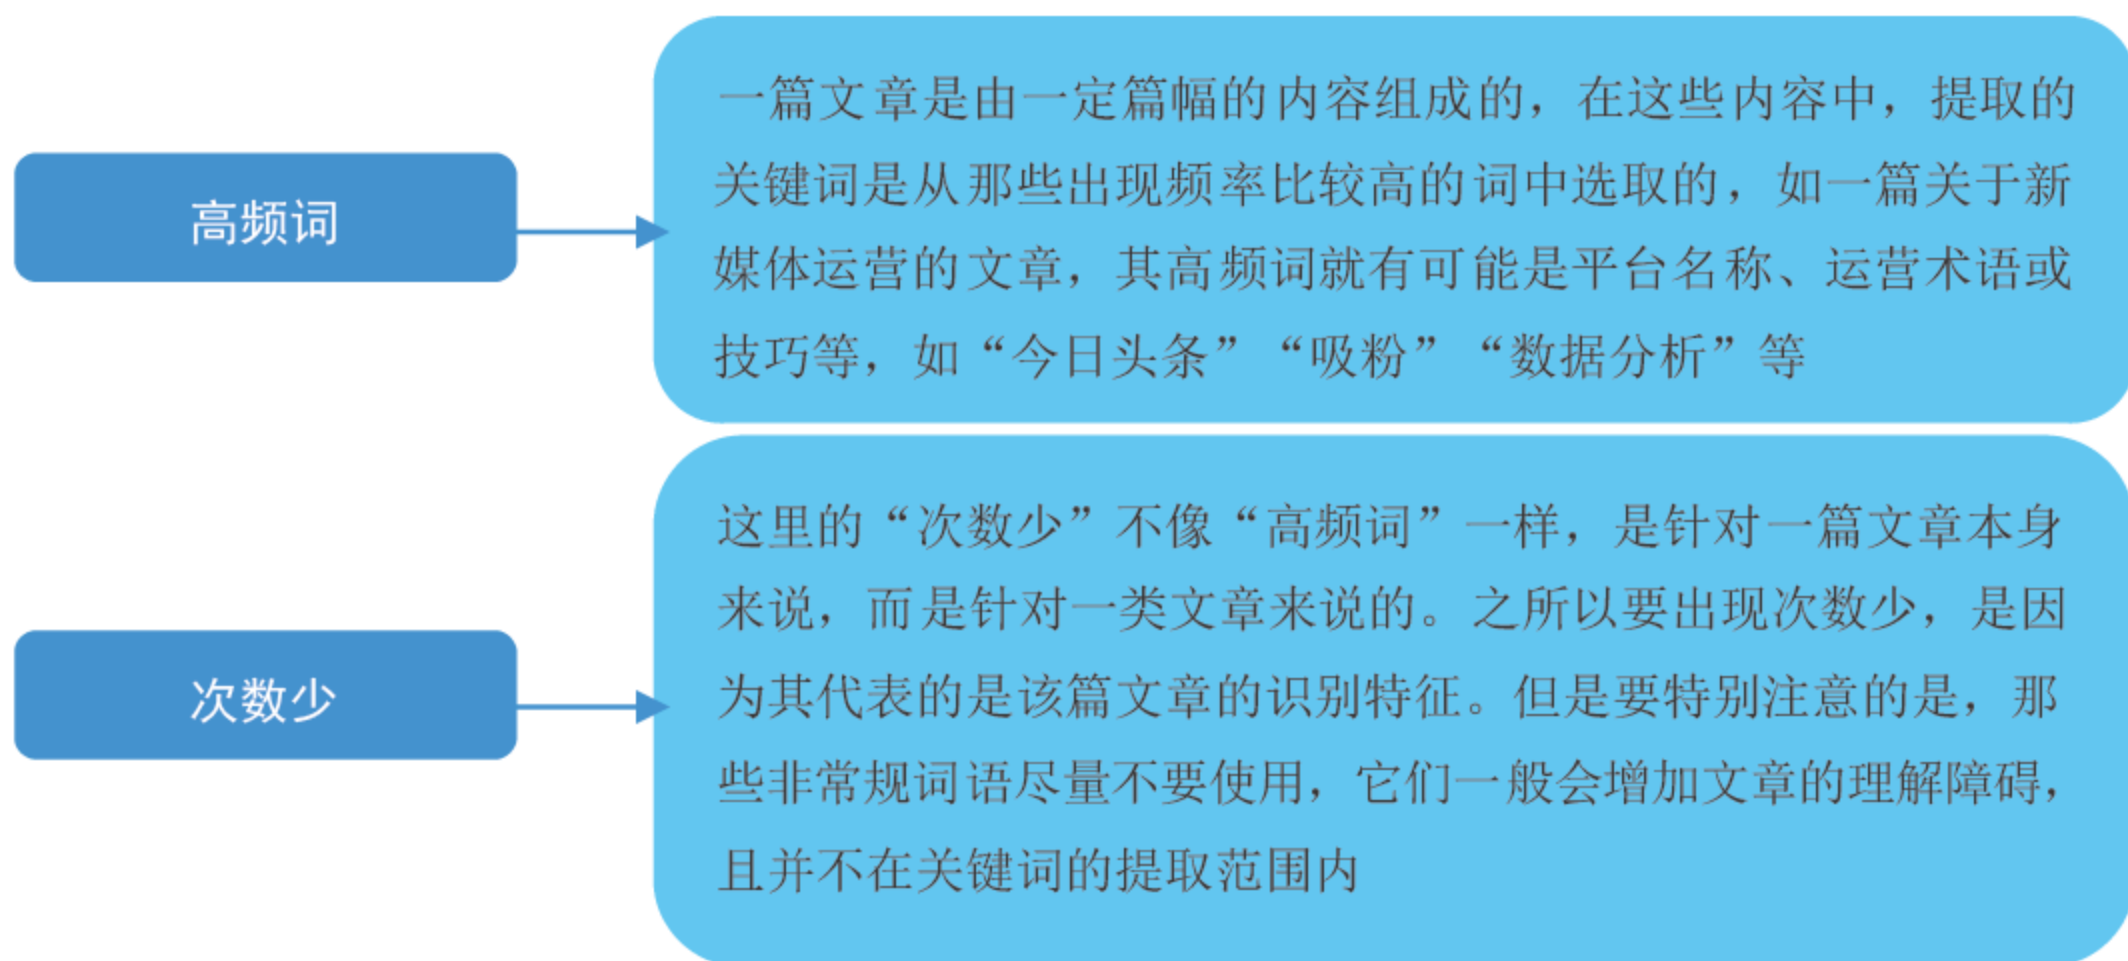 高频词
一篇文章是由一定篇幅的内容组成的，在这些内容中，提取的
关键词是从那些出现频率比较高的词中选取的，如一篇关于新
媒体运营的文章，其高频词就有可能是平台名称、运营术语或
技巧等，如“今日头条”“吸粉”“数据分析”等
次数少
这里的“次数少”不像“高频词”一样，是针对一篇文章本身
来说，而是针对一类文章来说的。之所以要出现次数少，是因
为其代表的是该篇文章的识别特征。但是要特别注意的是，那
些非常规词语尽量不要使用，它们一般会增加文章的理解障碍，
且并不在关键词的提取范围内